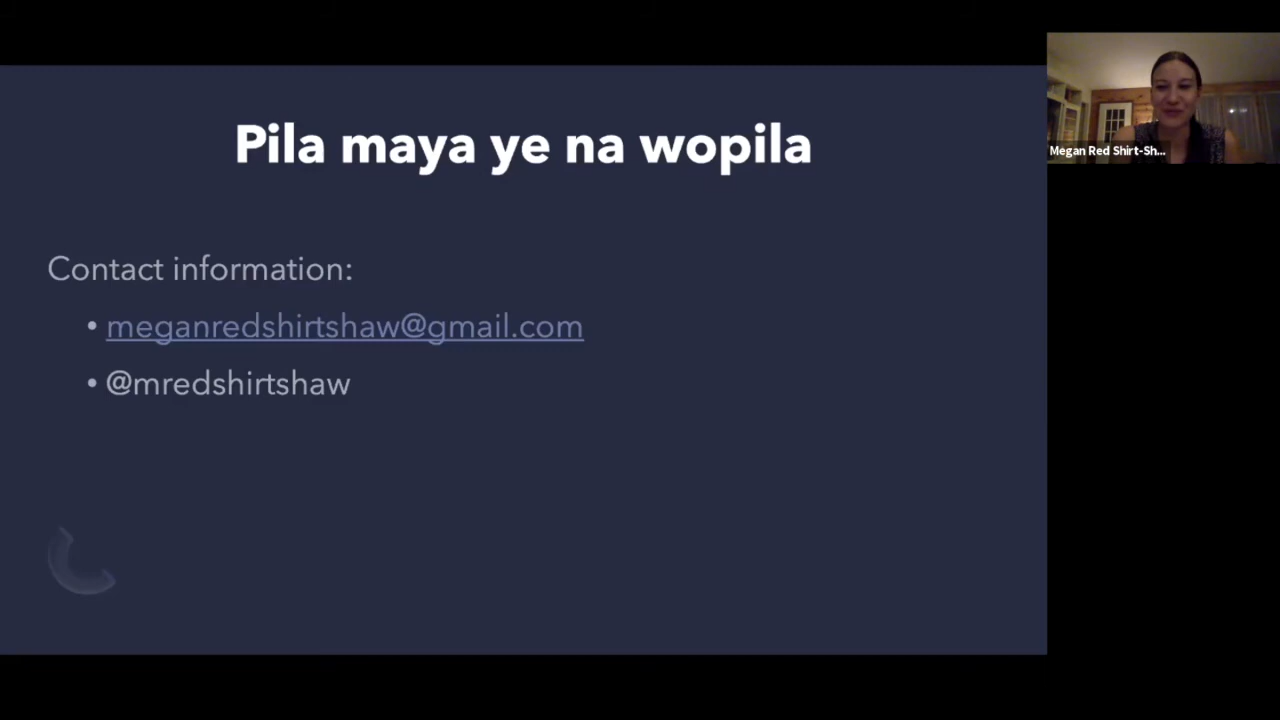 Pila maya ye na wopila
Contact information:
• meganredshirtshaw@gmail.com
• @mredshirtshaw
Megan Red Shirt-Sh...